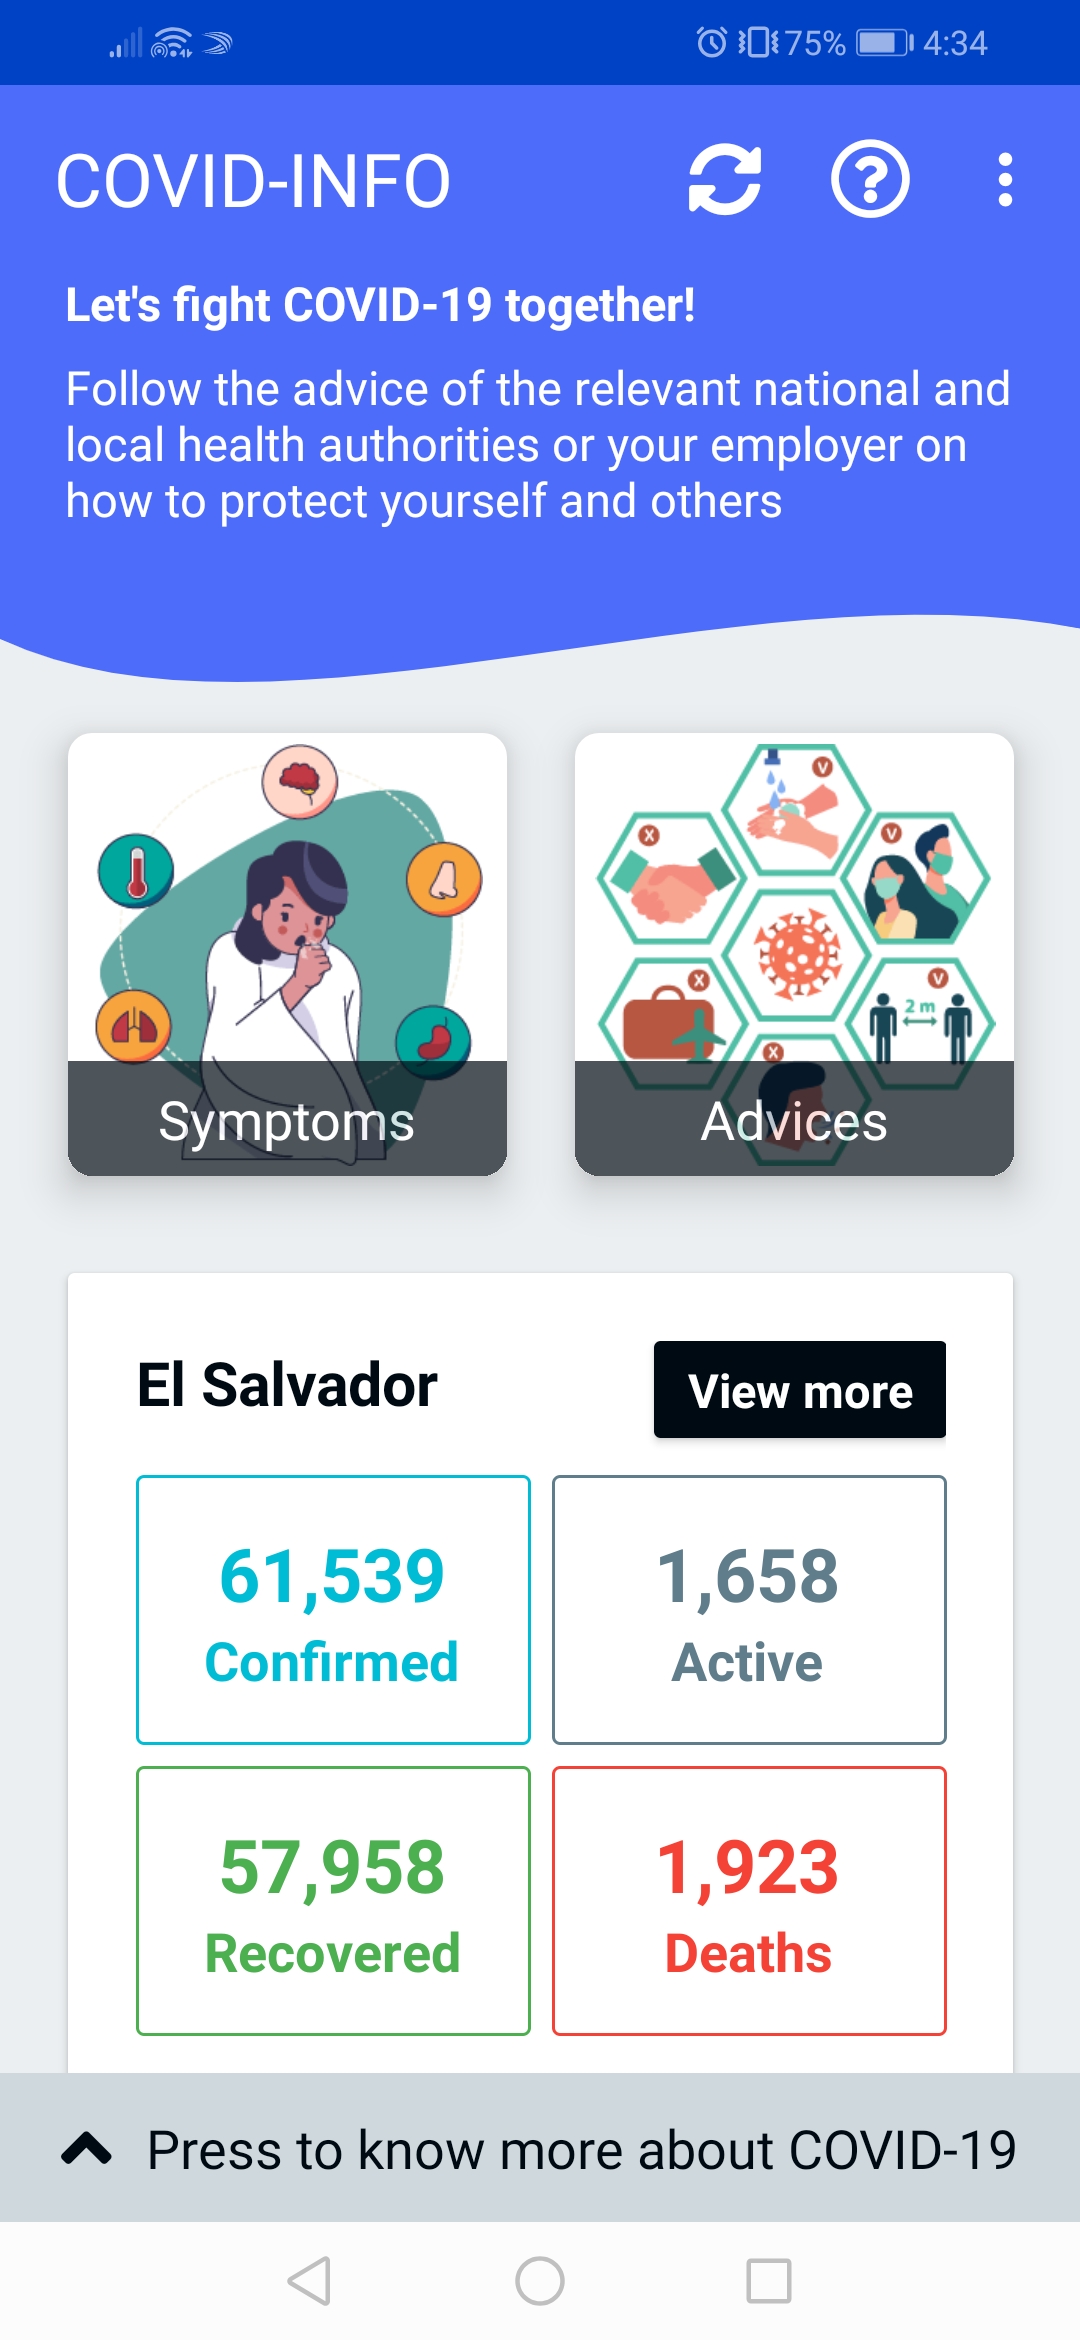 75% 4:34
COVID-INFO
Let's fight COVID-19 together!
Follow the advice of the relevant national and
local health authorities or your employer on
how to protect yourself and others
V
X
V
X
V
2 m
X
Symptoms
Advices
El Salvador
View more
61,539
1,658
Confirmed
Active
57,958
1,923
Recovered
Deaths
Press to know more about COVID-19